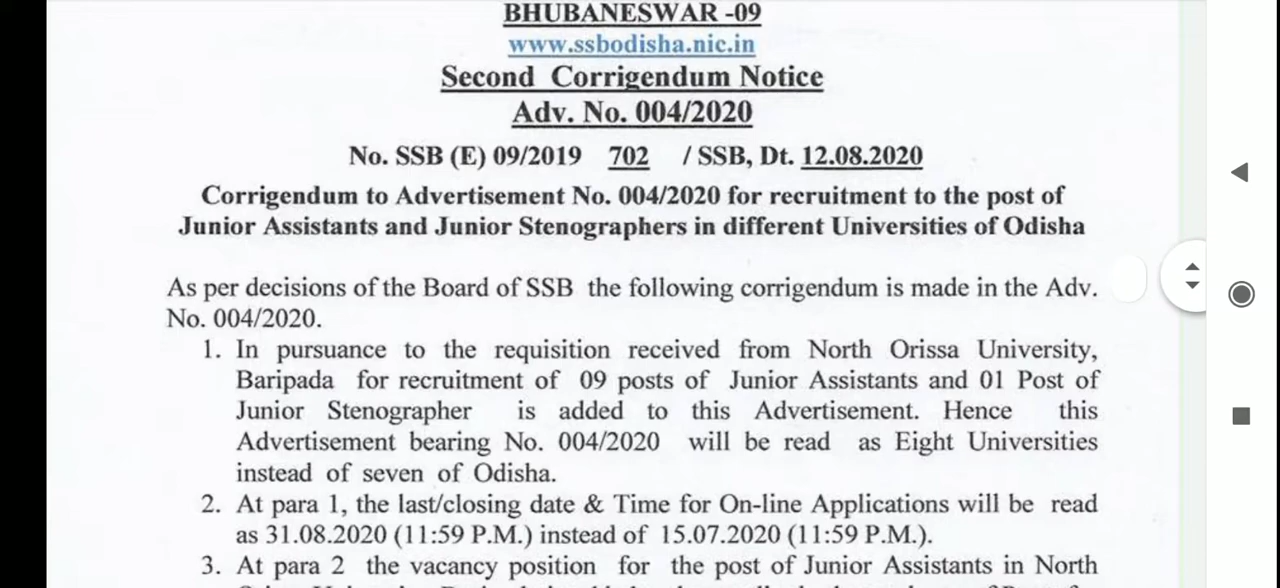 BHUBANESWAR -09
www.ssbodisha.nic.in
Second Corrigendum Notice
Adv. No. 004/2020
No. SSB (E) 09/2019 702 / SSB, Dt. 12.08.2020
Corrigendum to Advertisement No. 004/2020 for recruitment to the post of
Junior Assistants and Junior Stenographers in different Universities of Odisha
As per decisions of the Board of SSB the following corrigendum is made in the Adv.
No. 004/2020.
1. In pursuance to the requisition received from North Orissa University,
Baripada for recruitment of 09 posts of Junior Assistants and 01 Post of
Junior Stenographer is added to this Advertisement. Hence this
Advertisement bearing No. 004/2020 will be read as Eight Universities
instead of seven of Odisha.
2. At para 1, the last/closing date & Time for On-line Applications will be read
as 31.08.2020 (11:59 P.M.) instead of 15.07.2020 (11:59 P.M.).
3. At para 2 the vacancy position for the post of Junior Assistants in North